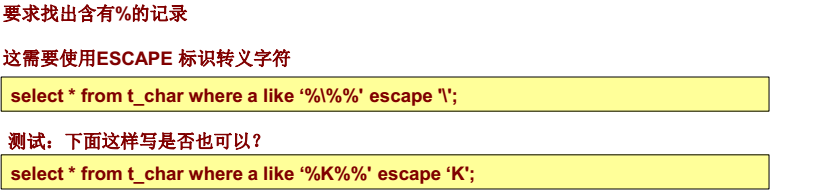 要求找出含有%的记录
这需要使用ESCAPE 标识转义字符
select * from t_char where a like ‘%\%%' escape '\';
测试：下面这样写是否也可以？
select * from t_char where a like ‘%K%%' escape ‘K';